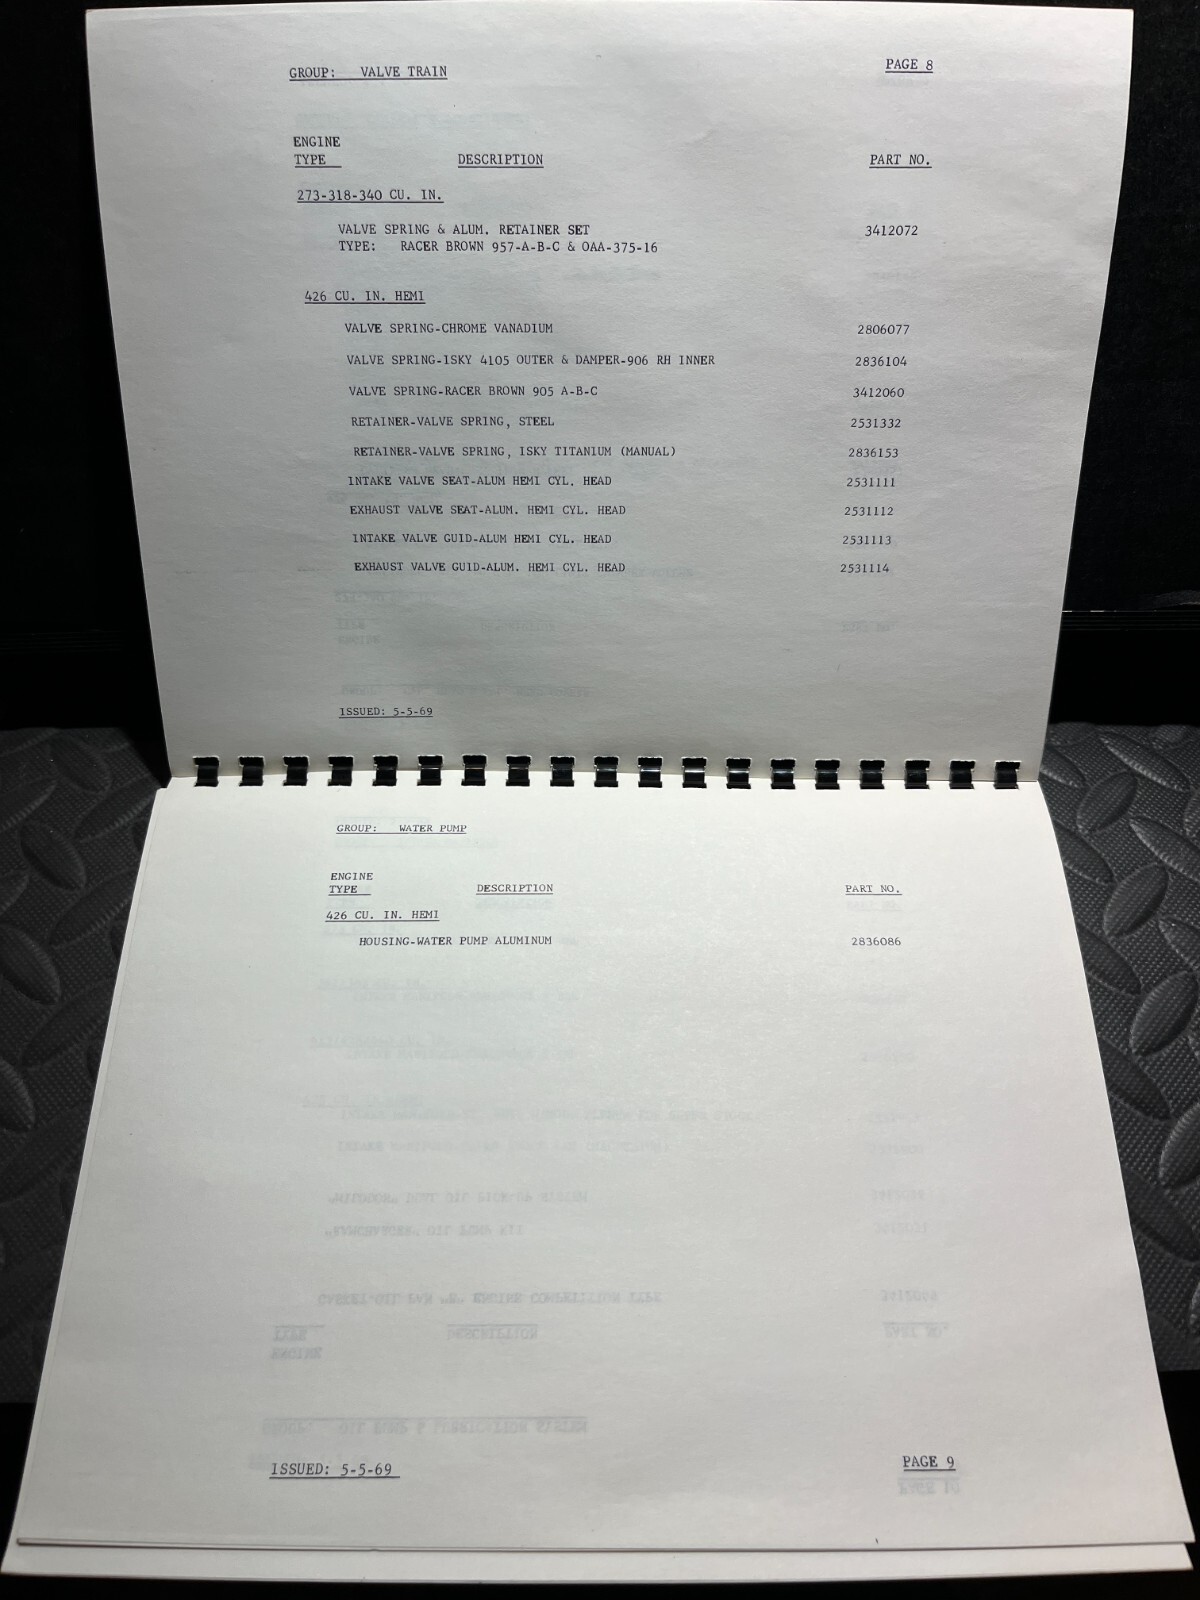 GROUP: VALVE TRAIN PAGE 8
ENGINE
TYPE DESCRIPTION PART NO.
273-318-340 CU. IN.
VALVE SPRING & ALUM. RETAINER SET 3412072
TYPE: RACER BROWN 957-A-B-C & OAA-375-16
426 CU. IN. HEMI
VALVE SPRING-CHROME VANADIUM 2806077
VALVE SPRING-ISKY 4105 OUTER & DAMPER-906 RH INNER 2836104
VALVE SPRING-RACER BROWN 905 A-B-C 3412060
RETAINER-VALVE SPRING, STEEL 2531332
RETAINER-VALVE SPRING, ISKY TITANIUM (MANUAL) 2836153
INTAKE VALVE SEAT-ALUM HEMI CYL. HEAD 2531111
EXHAUST VALVE SEAT-ALUM. HEMI CYL. HEAD 2531112
INTAKE VALVE GUID-ALUM HEMI CYL. HEAD 2531113
EXHAUST VALVE GUID-ALUM. HEMI CYL. HEAD 2531114
ISSUED: 5-5-69
GROUP: WATER PUMP
ENGINE
TYPE DESCRIPTION PART NO.
426 CU. IN. HEMI
HOUSING-WATER PUMP ALUMINUM 2836086
ISSUED: 5-5-69 PAGE 9